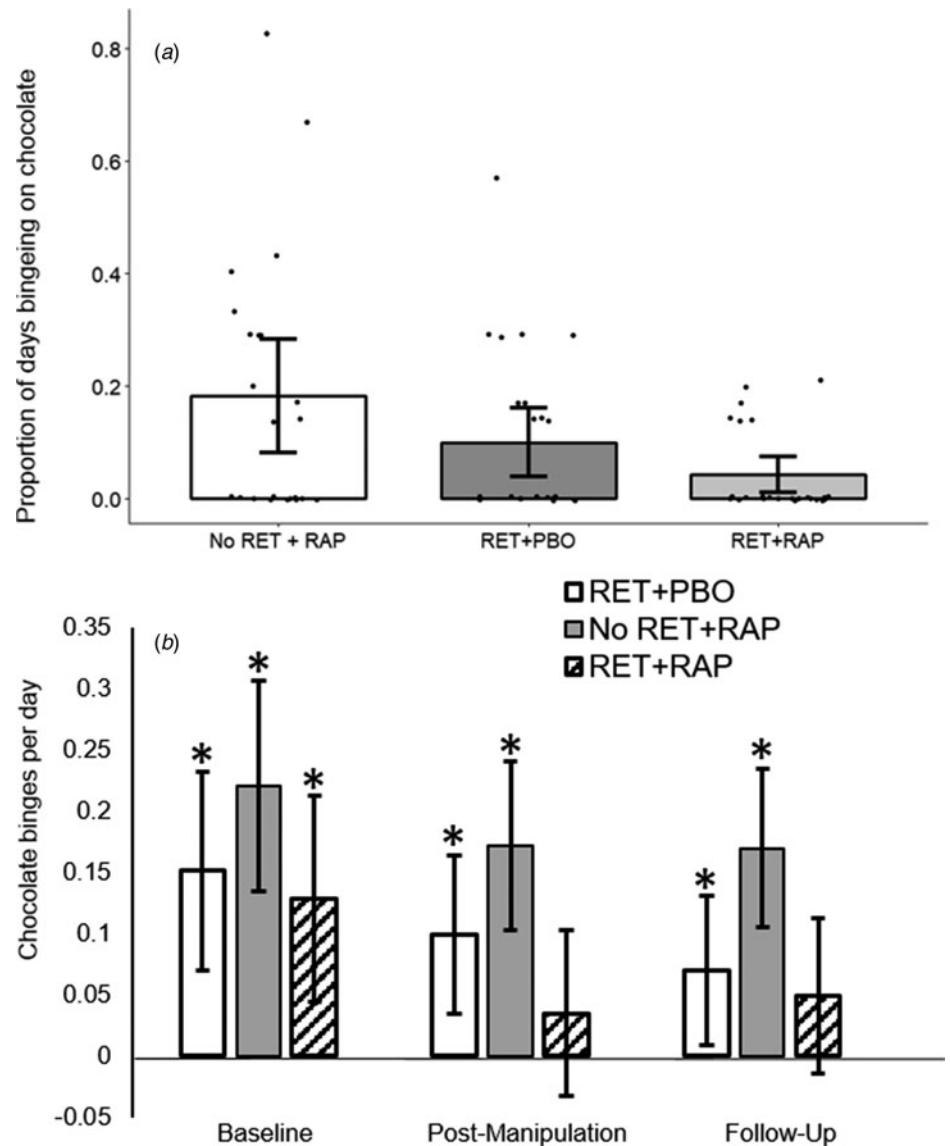 (a)
Proportion of days bingeing on chocolate
0.8
0.6
0.4
0.2
0.0
No RET + RAP
RET+PBO
RET+RAP
RET+PBO
No RET+RAP
RET+RAP
(b)
Chocolate binges per day
0.35
0.3
0.25
0.2
0.15
0.1
0.05
0
-0.05
* * *
* *
* *
Baseline
Post-Manipulation
Follow-Up